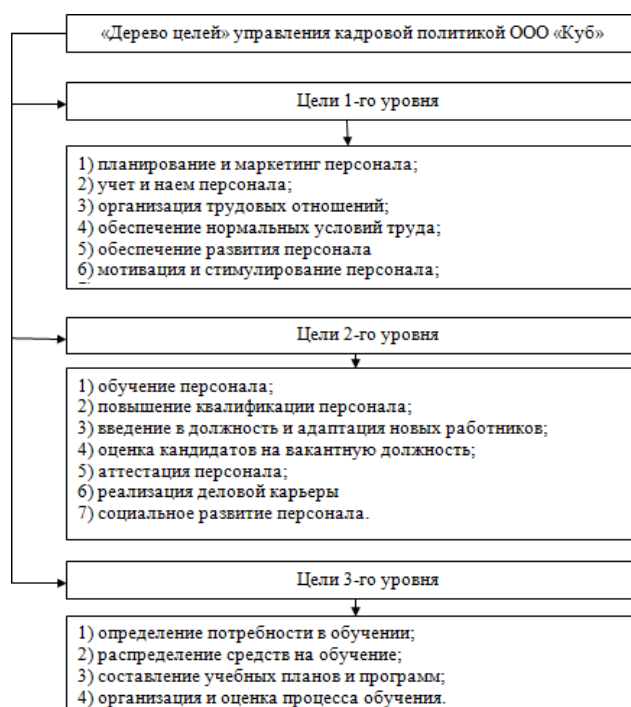 «Дерево целей» управления кадровой политикой ООО «Куб»
Цели 1-го уровня
1) планирование и маркетинг персонала;
2) учет и наем персонала;
3) организация трудовых отношений;
4) обеспечение нормальных условий труда;
5) обеспечение развития персонала
6) мотивация и стимулирование персонала;
Цели 2-го уровня
1) обучение персонала;
2) повышение квалификации персонала;
3) введение в должность и адаптация новых работников;
4) оценка кандидатов на вакантную должность;
5) аттестация персонала;
6) реализация деловой карьеры
7) социальное развитие персонала.
Цели 3-го уровня
1) определение потребности в обучении;
2) распределение средств на обучение;
3) составление учебных планов и программ;
4) организация и оценка процесса обучения.